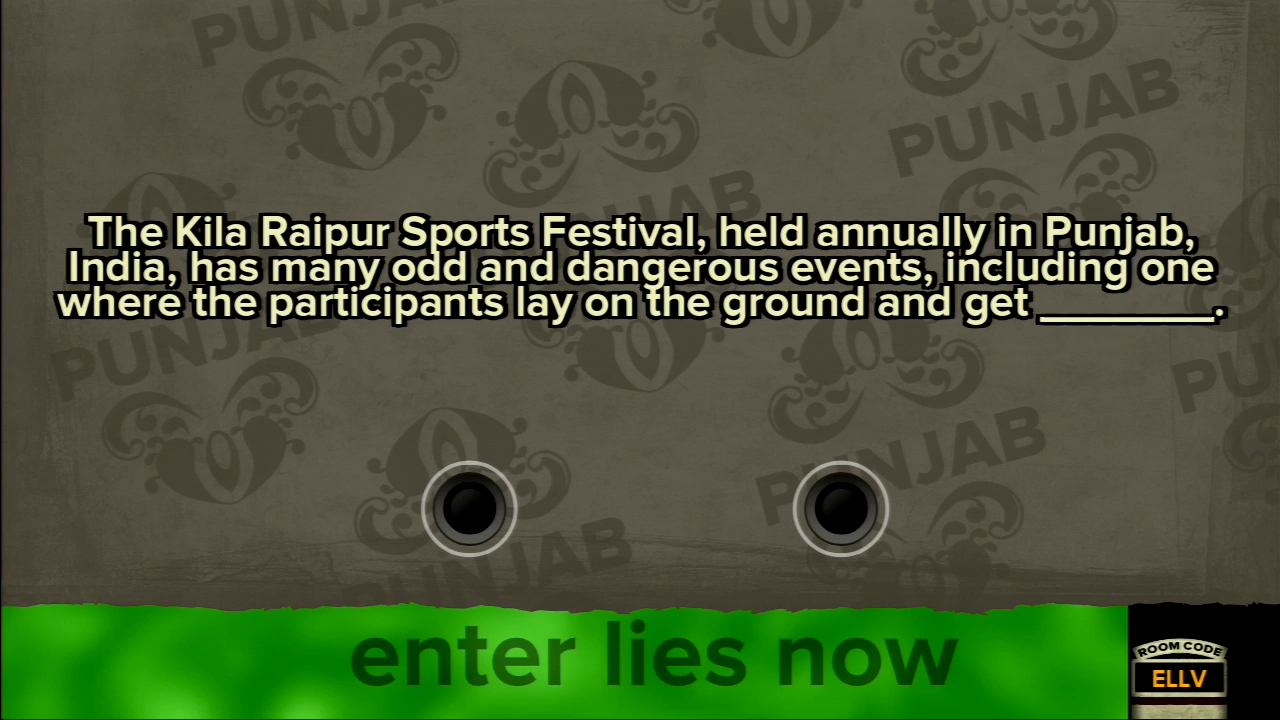 PUNJAB
PUNJAB
The Kila Raipur Sports Festival, held annually in Punjab,
India, has many odd and dangerous events, including one
where the participants lay on the ground and get ________.
PUNJAB
PUNJAB
enter lies now
ROOM CODE
ELLV